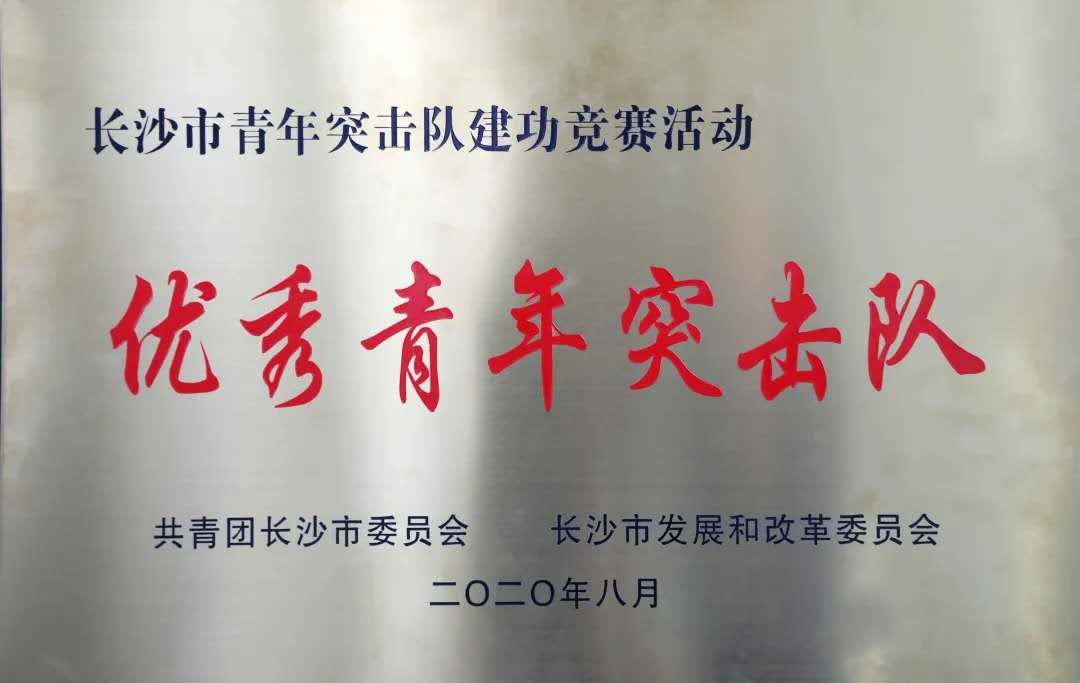 长沙市青年突击队建功竞赛活动
优秀青年突击队
共青团长沙市委员会 长沙市发展和改革委员会
二〇二〇年八月